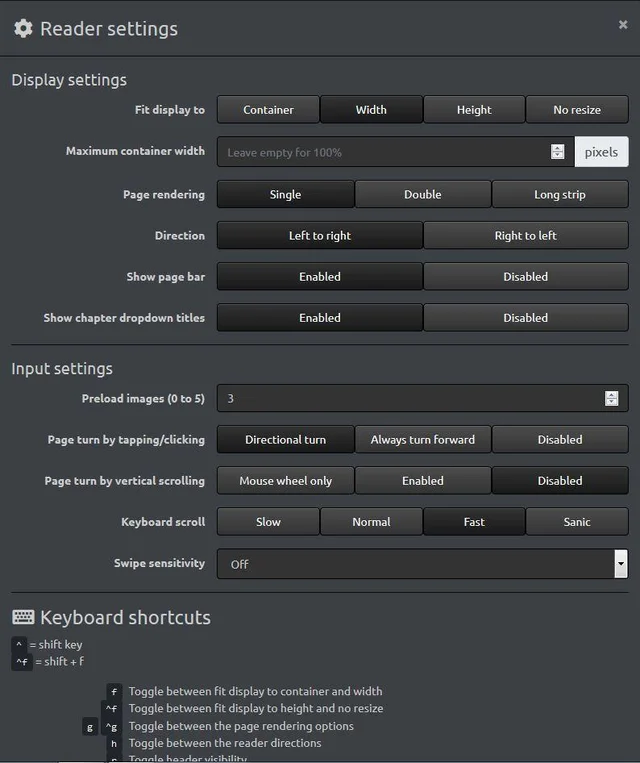 Reader settings ×
Display settings
Fit display to Container Width Height No resize
Maximum container width Leave empty for 100% pixels
Page rendering Single Double Long strip
Direction Left to right Right to left
Show page bar Enabled Disabled
Show chapter dropdown titles Enabled Disabled
Input settings
Preload images (0 to 5) 3
Page turn by tapping/clicking Directional turn Always turn forward Disabled
Page turn by vertical scrolling Mouse wheel only Enabled Disabled
Keyboard scroll Slow Normal Fast Sanic
Swipe sensitivity Off
Keyboard shortcuts
^ = shift key
^f = shift + f
f Toggle between fit display to container and width
^f Toggle between fit display to height and no resize
g ^g Toggle between the page rendering options
h Toggle between the reader directions
r Toggle header visibility